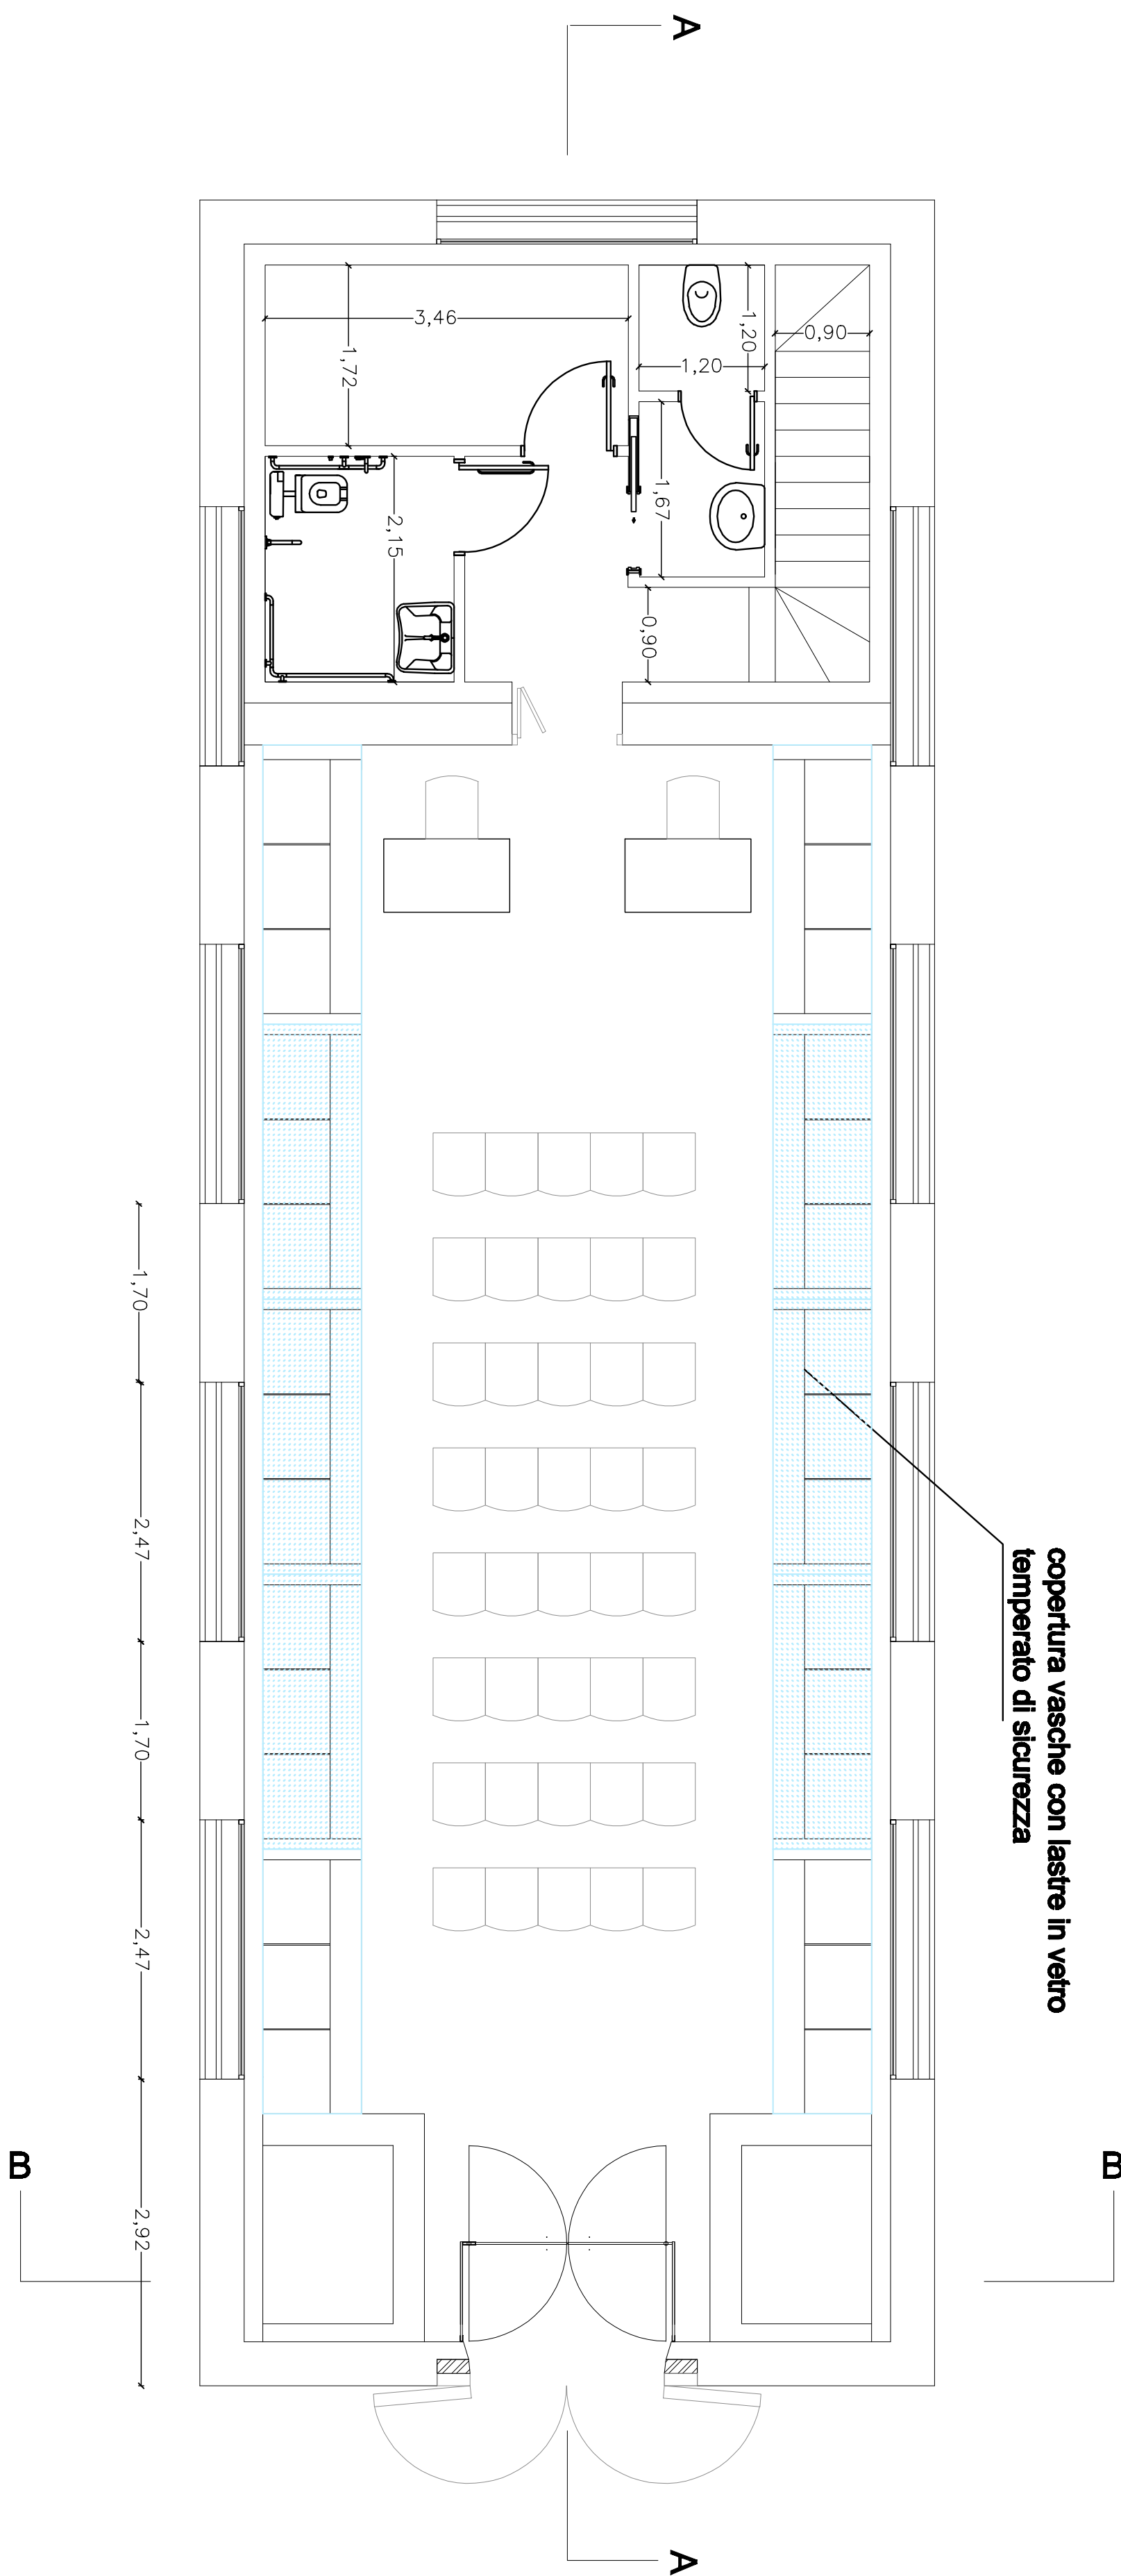 A
3,46
1,72
1,20
1,20
0,90
1,67
2,15
0,90
copertura vasche con lastre in vetro
temperato di sicurezza
1,70
2,47
1,70
2,47
2,92
B
B
A